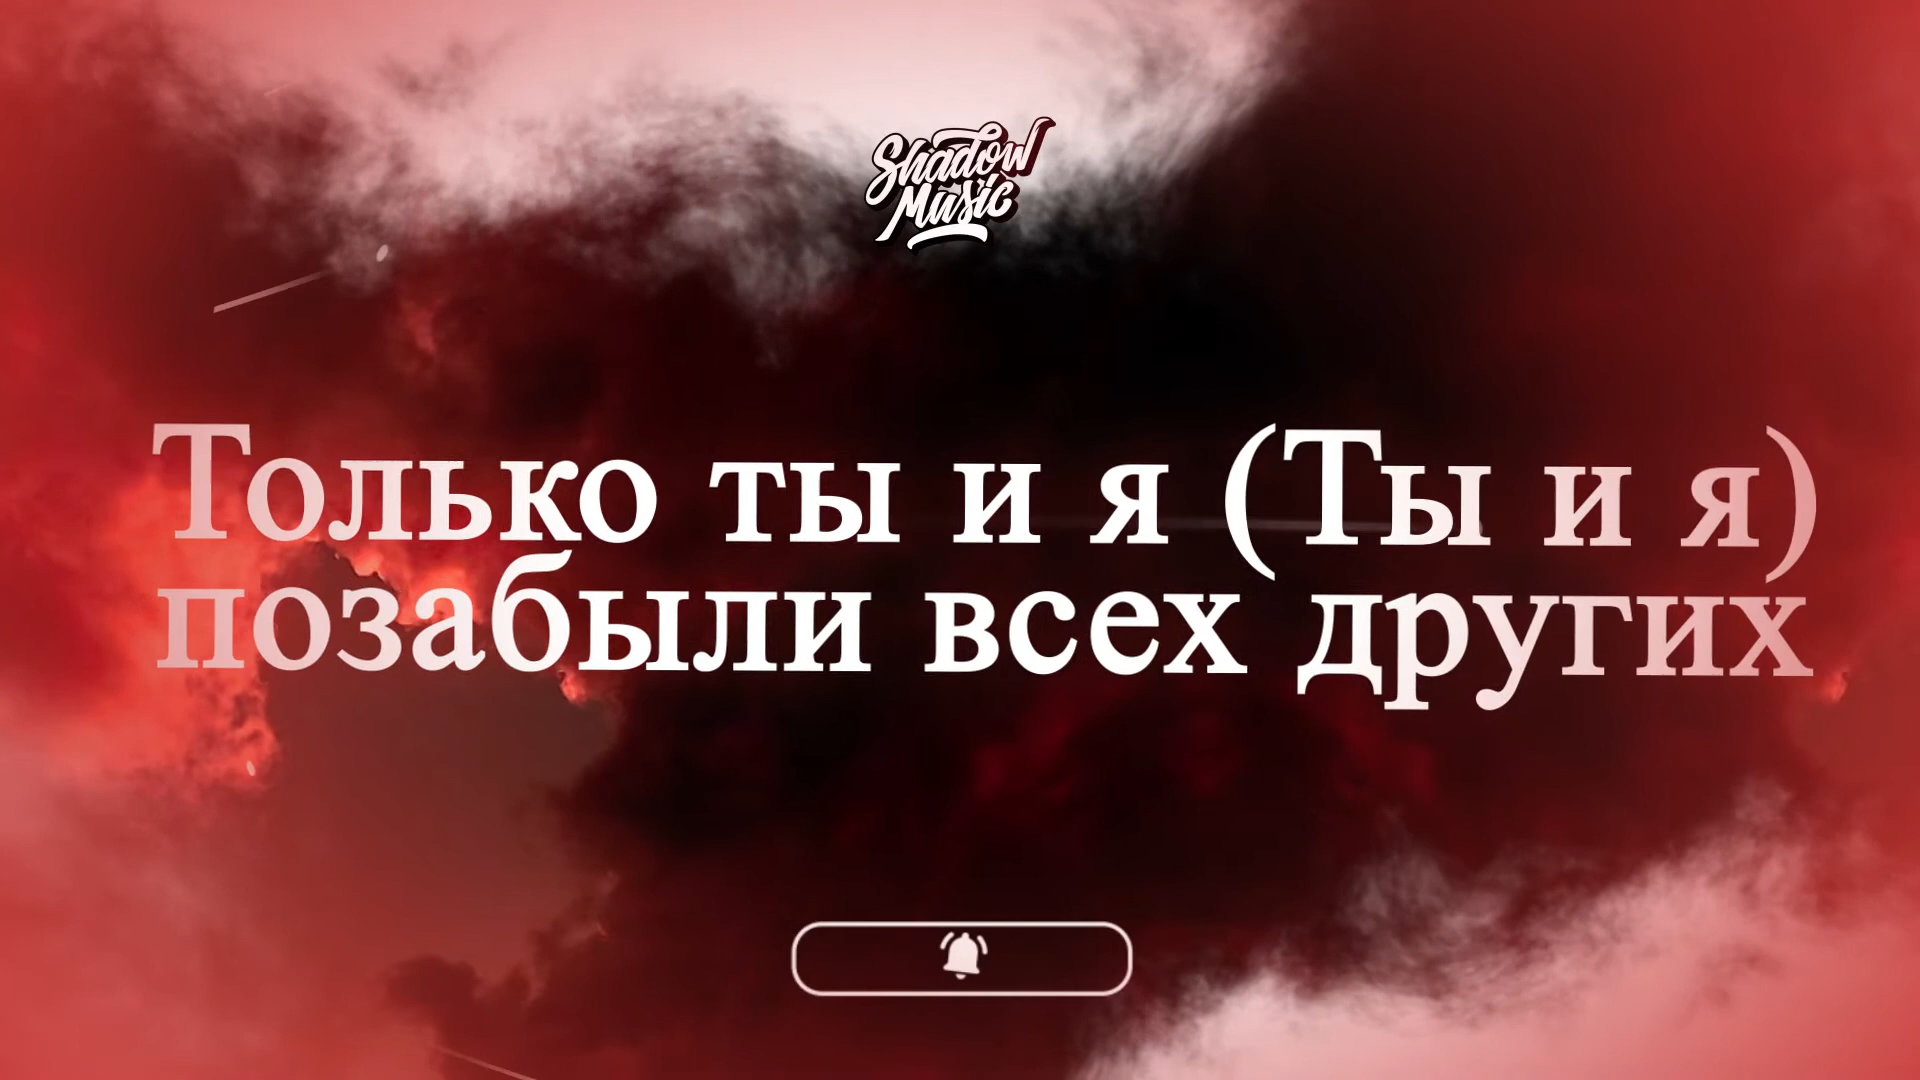 Shadow
Music
Только ты и я (Ты и я)
позабыли всех других